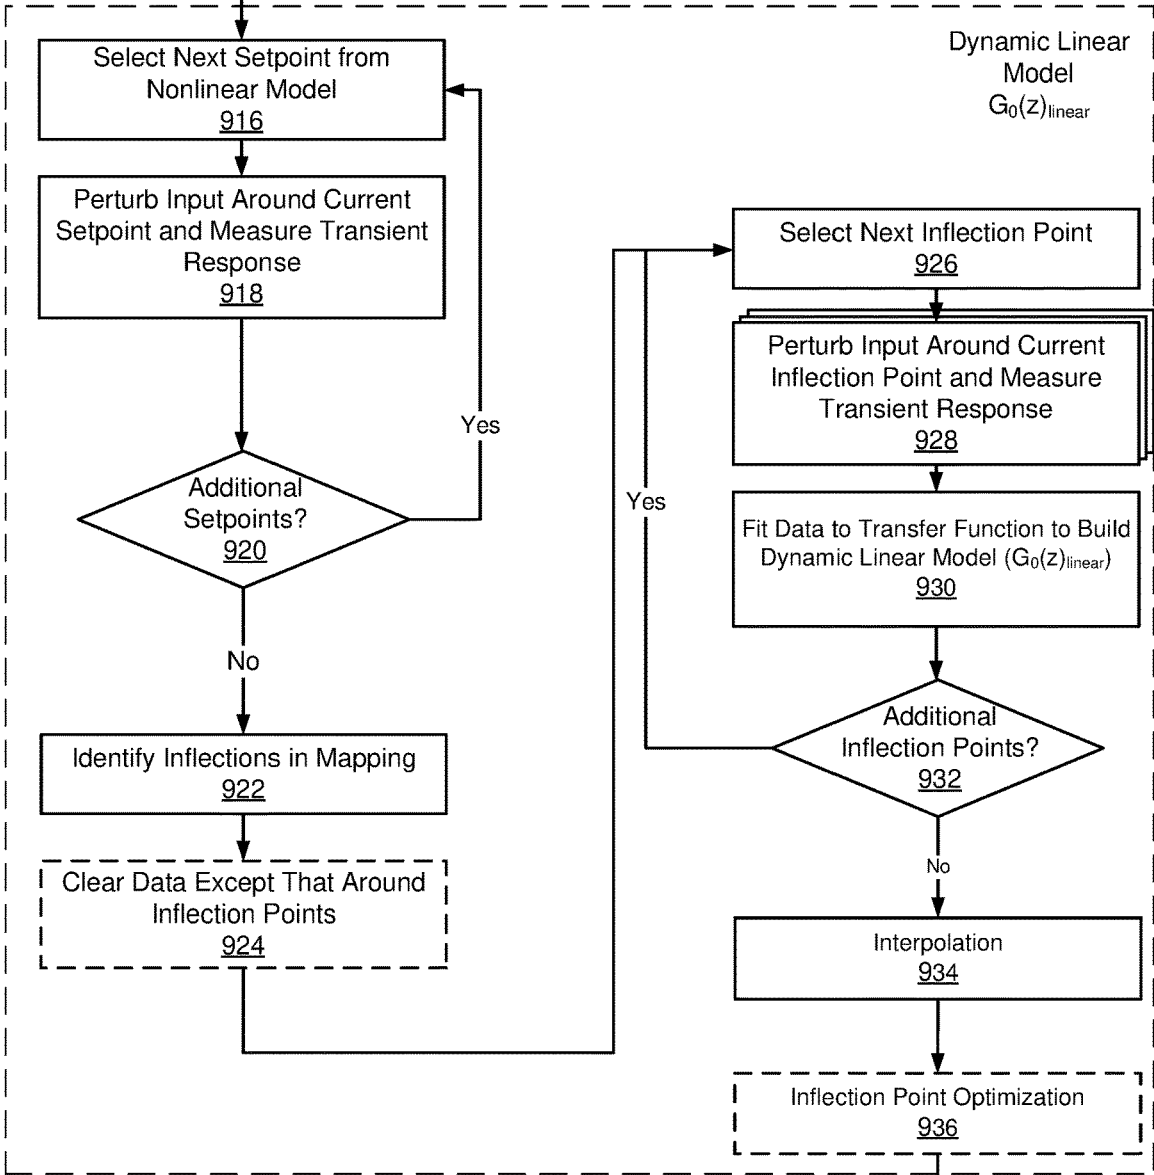 Dynamic Linear
Model
G₀(z)linear
Select Next Setpoint from
Nonlinear Model
916
Perturb Input Around Current
Setpoint and Measure Transient
Response
918
Yes
Additional
Setpoints?
920
No
Identify Inflections in Mapping
922
Clear Data Except That Around
Inflection Points
924
Select Next Inflection Point
926
Perturb Input Around Current
Inflection Point and Measure
Transient Response
928
Yes
Fit Data to Transfer Function to Build
Dynamic Linear Model (G₀(z)linear)
930
Additional
Inflection Points?
932
No
Interpolation
934
Inflection Point Optimization
936